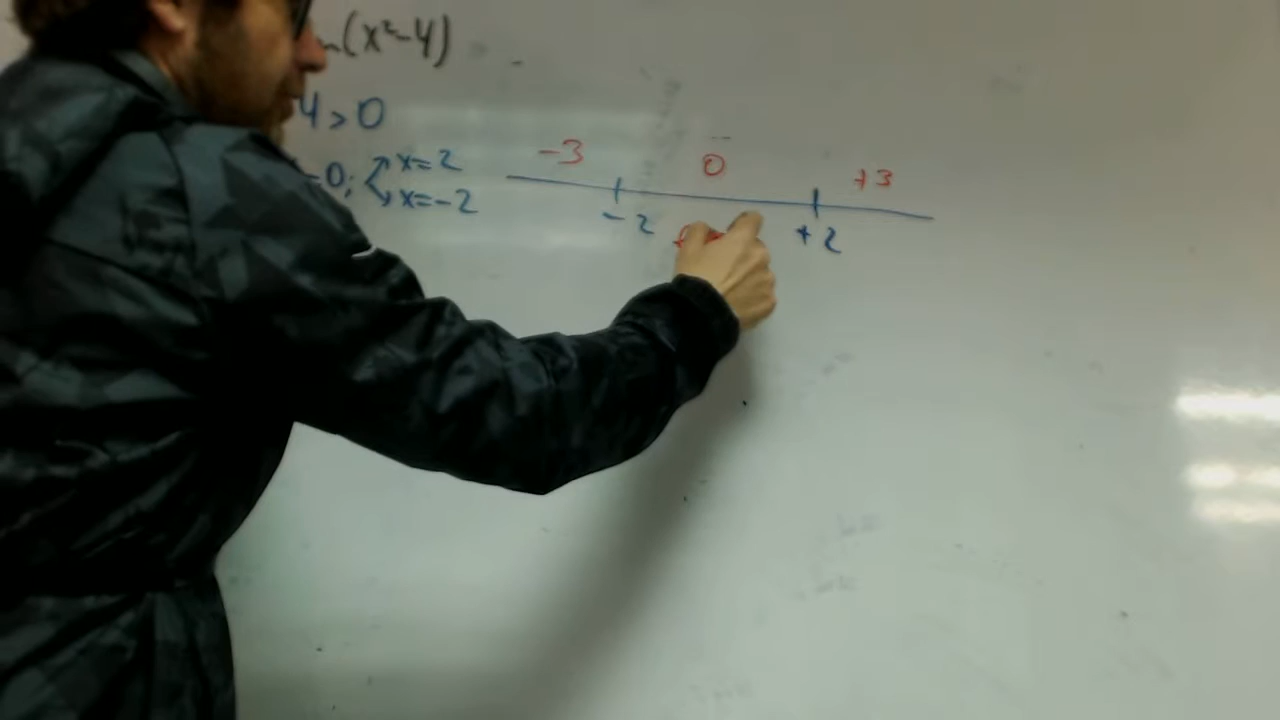 (x²-4)
4>0
=0; x=2
x=-2
-3 0 +3
-2 +2